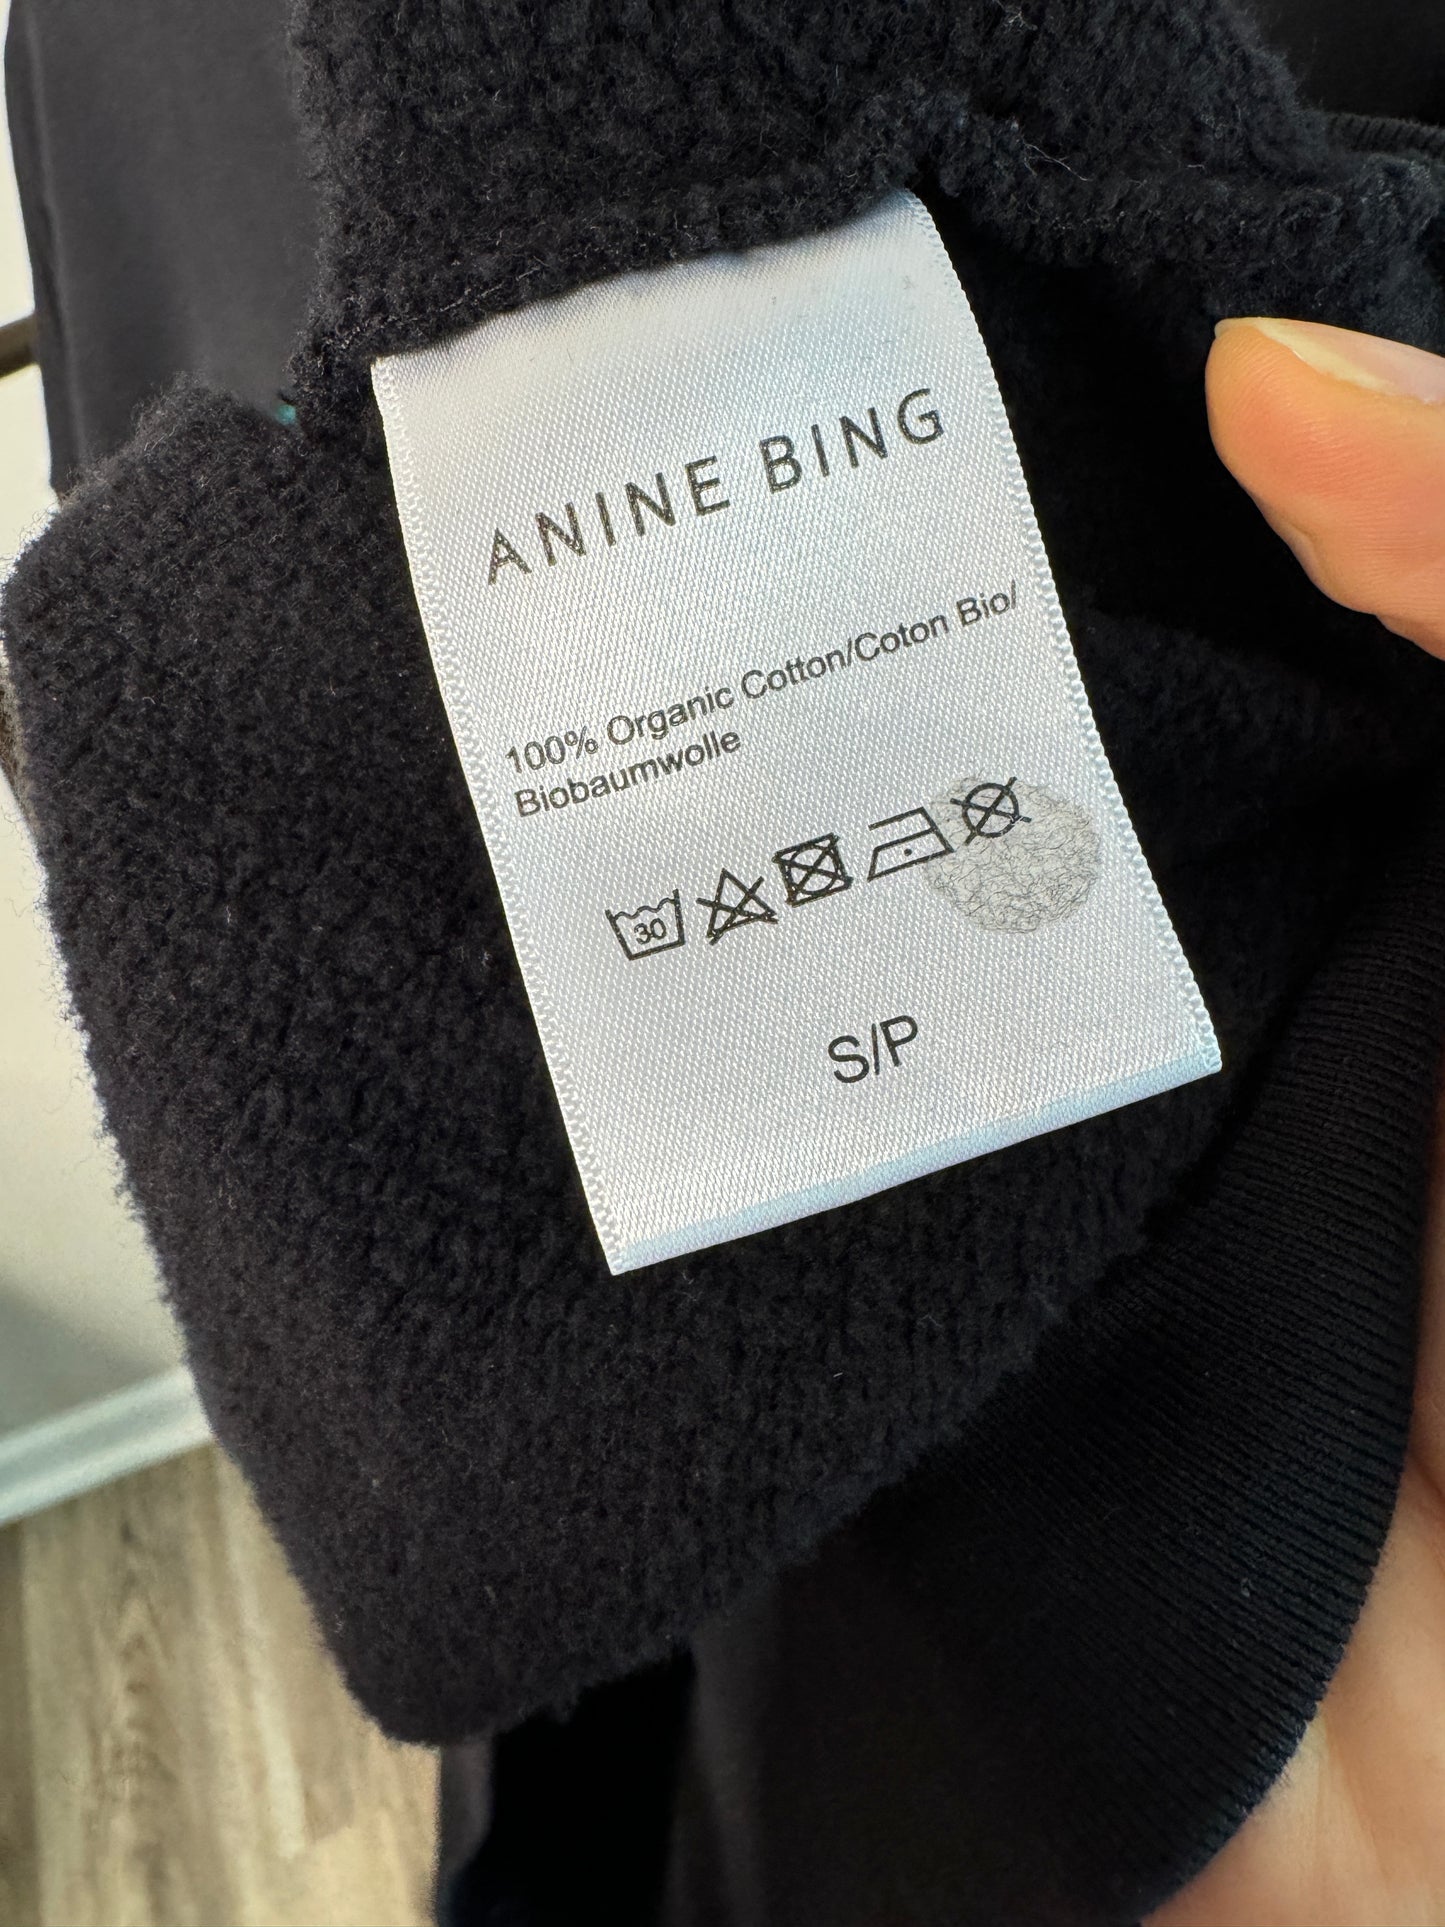 ANINE BING
100% Organic Cotton/Coton Bio/
Biobaumwolle
30
S/P